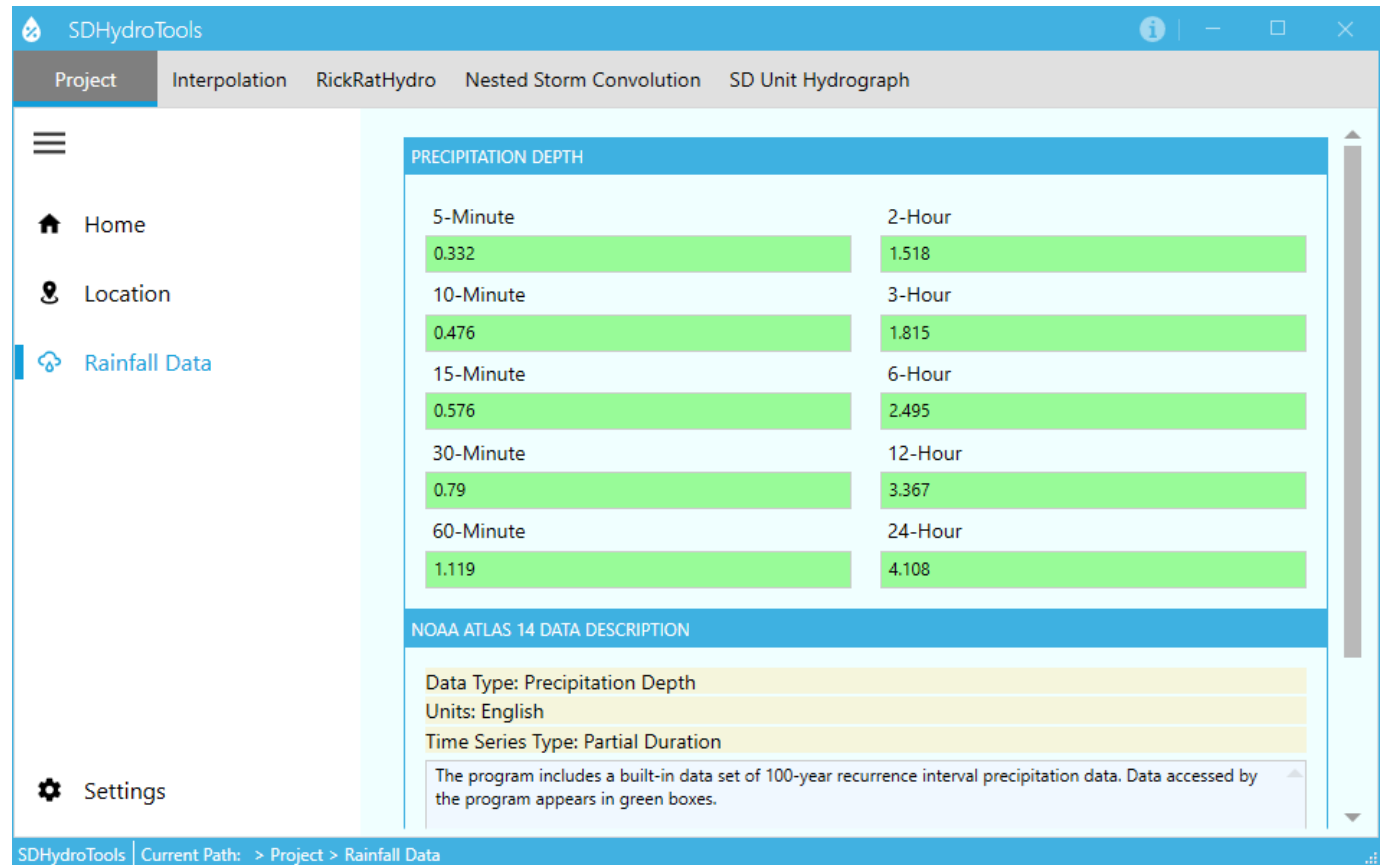 SDHydroTools
Project Interpolation RickRatHydro Nested Storm Convolution SD Unit Hydrograph
Home
Location
Rainfall Data
Settings
PRECIPITATION DEPTH
5-Minute 2-Hour
0.332 1.518
10-Minute 3-Hour
0.476 1.815
15-Minute 6-Hour
0.576 2.495
30-Minute 12-Hour
0.79 3.367
60-Minute 24-Hour
1.119 4.108
NOAA ATLAS 14 DATA DESCRIPTION
Data Type: Precipitation Depth
Units: English
Time Series Type: Partial Duration
The program includes a built-in data set of 100-year recurrence interval precipitation data. Data accessed by
the program appears in green boxes.
SDHydroTools Current Path: > Project > Rainfall Data